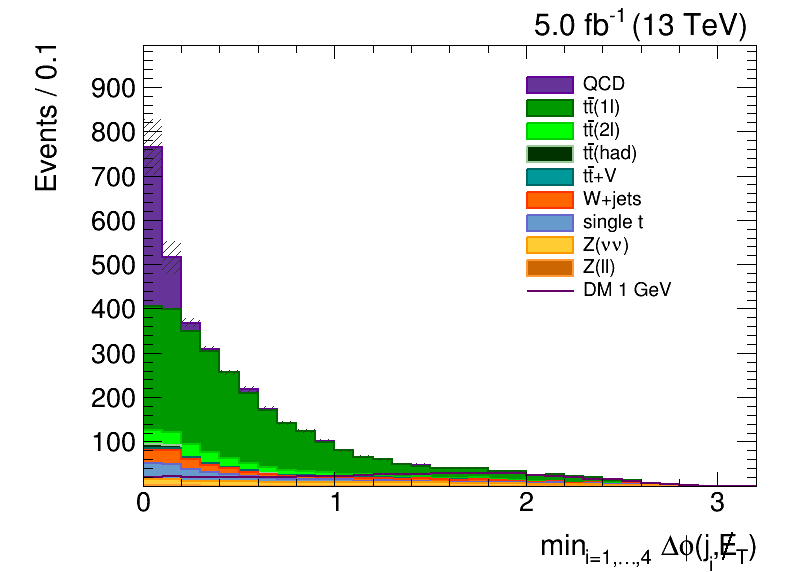 5.0 fb⁻¹ (13 TeV)
Events / 0.1
900
800
700
600
500
400
300
200
100
QCD
tt̄(1l)
tt̄(2l)
tt̄(had)
tt̄+V
W+jets
single t
Z(νν)
Z(ll)
DM 1 GeV
0 1 2 3
min_{i=1,...,4} Δϕ(j_i,E̸_T)